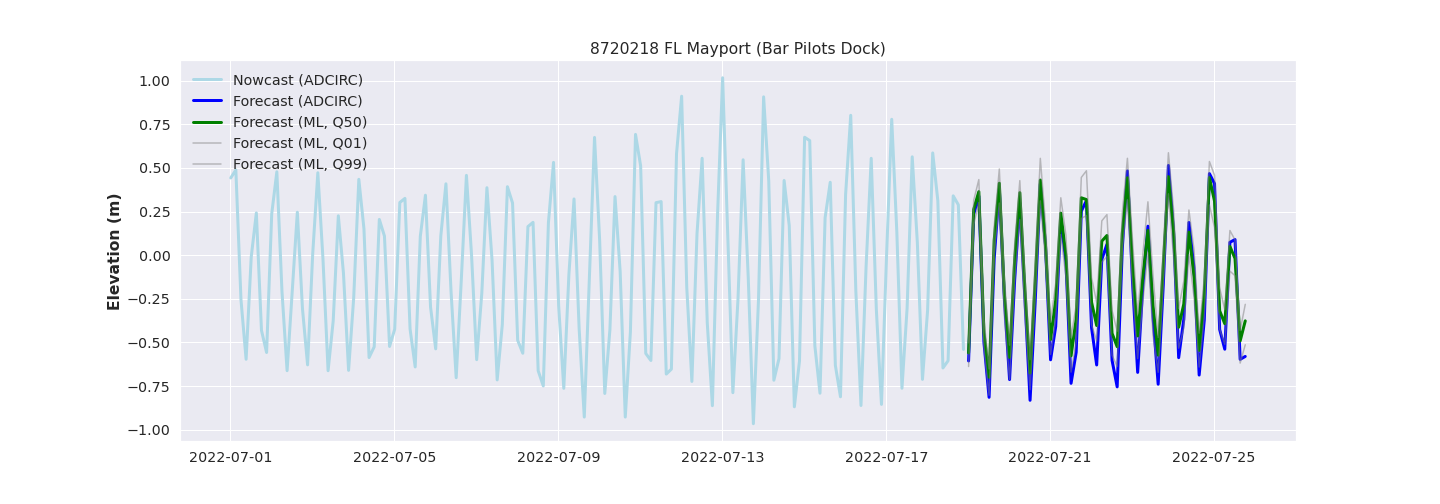 8720218 FL Mayport (Bar Pilots Dock)
Nowcast (ADCIRC)
Forecast (ADCIRC)
Forecast (ML, Q50)
Forecast (ML, Q01)
Forecast (ML, Q99)
Elevation (m)
1.00
0.75
0.50
0.25
0.00
−0.25
−0.50
−0.75
−1.00
2022-07-01
2022-07-05
2022-07-09
2022-07-13
2022-07-17
2022-07-21
2022-07-25